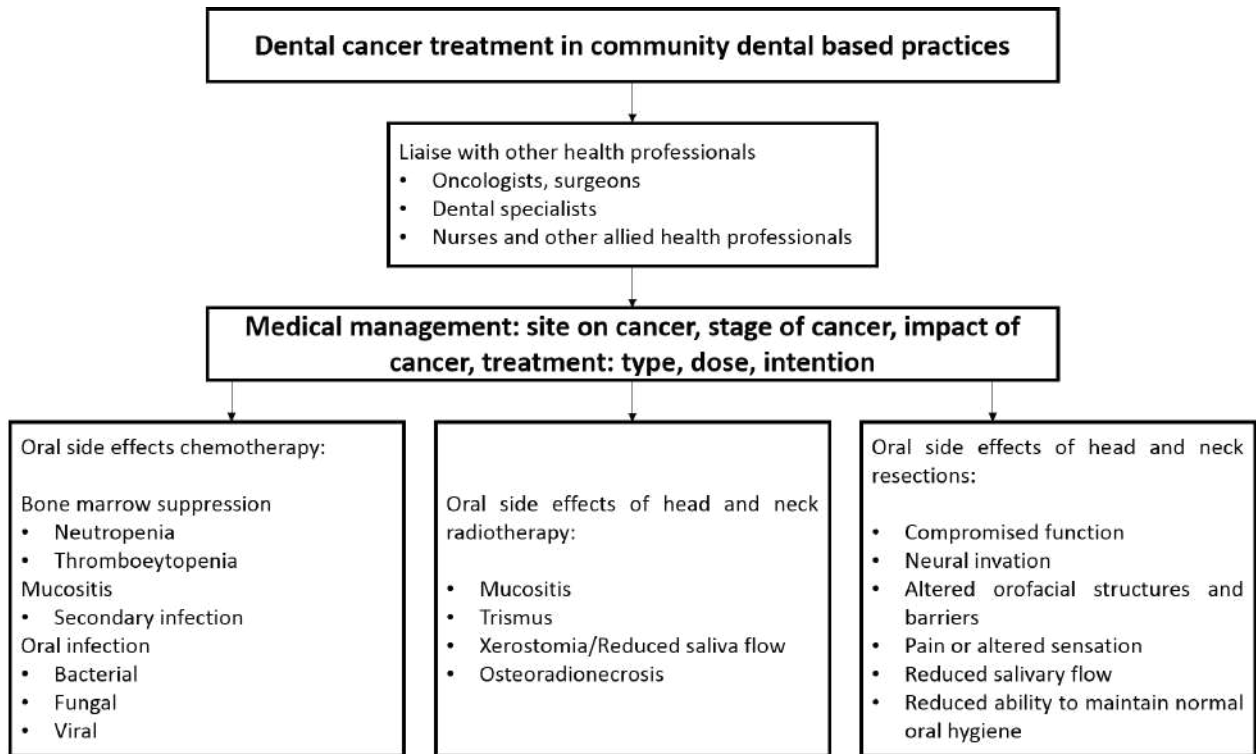 Dental cancer treatment in community dental based practices
Liaise with other health professionals
• Oncologists, surgeons
• Dental specialists
• Nurses and other allied health professionals
Medical management: site on cancer, stage of cancer, impact of
cancer, treatment: type, dose, intention
Oral side effects chemotherapy:
Bone marrow suppression
• Neutropenia
• Thromboeytopenia
Mucositis
• Secondary infection
Oral infection
• Bacterial
• Fungal
• Viral
Oral side effects of head and neck
radiotherapy:
• Mucositis
• Trismus
• Xerostomia/Reduced saliva flow
• Osteoradionecrosis
Oral side effects of head and neck
resections:
• Compromised function
• Neural invation
• Altered orofacial structures and
barriers
• Pain or altered sensation
• Reduced salivary flow
• Reduced ability to maintain normal
oral hygiene